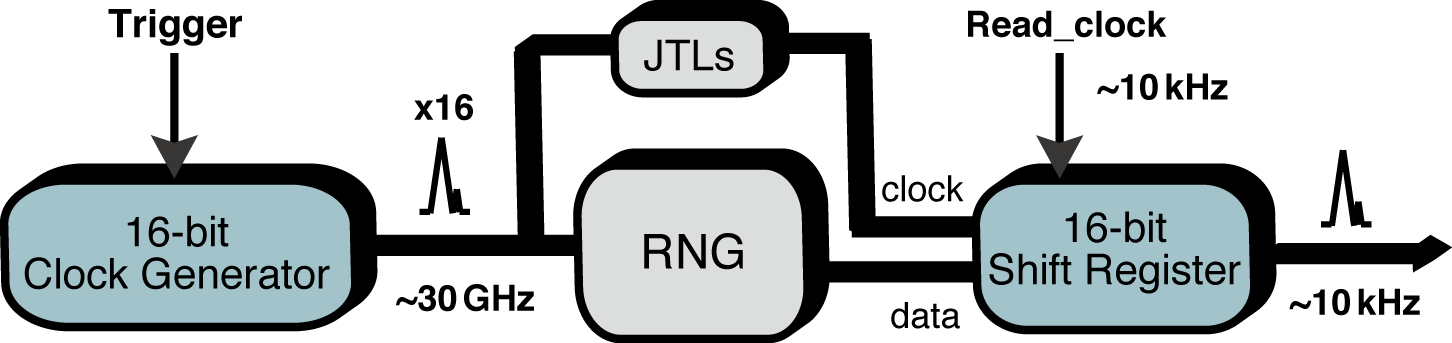 Trigger
JTLs
Read_clock
~10 kHz
x16
16-bit
Clock Generator
~30 GHz
RNG
clock
data
16-bit
Shift Register
~10 kHz